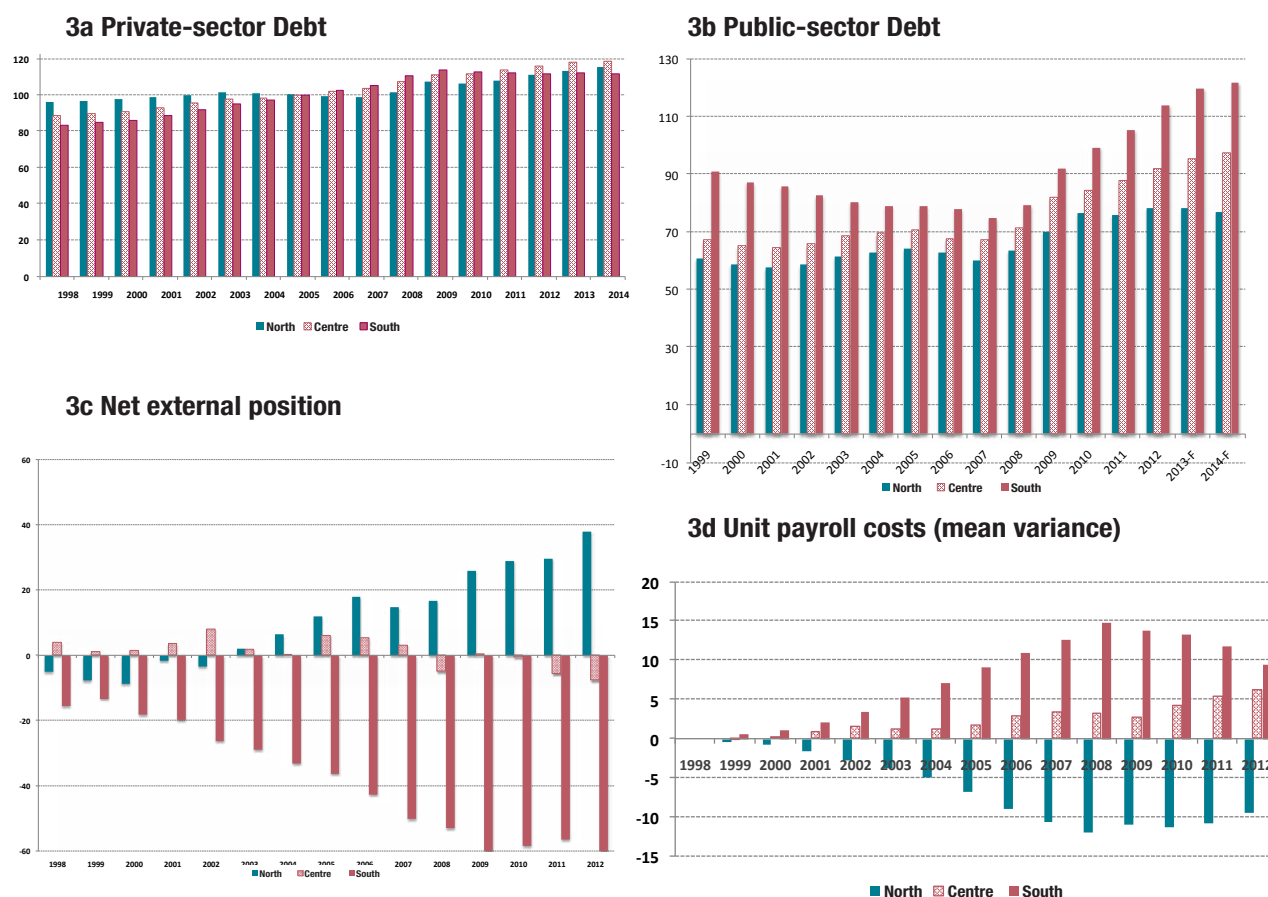 3a Private-sector Debt
120
100
80
60
40
20
0
1998 1999 2000 2001 2002 2003 2004 2005 2006 2007 2008 2009 2010 2011 2012 2013 2014
North Centre South
3b Public-sector Debt
130
110
90
70
50
30
10
-10
1999 2000 2001 2002 2003 2004 2005 2006 2007 2008 2009 2010 2011 2012 2013-F 2014-F
North Centre South
3c Net external position
60
40
20
0
-20
-40
-60
1998 1999 2000 2001 2002 2003 2004 2005 2006 2007 2008 2009 2010 2011 2012
North Centre South
3d Unit payroll costs (mean variance)
20
15
10
5
0
-5
-10
-15
1998 1999 2000 2001 2002 2003 2004 2005 2006 2007 2008 2009 2010 2011 2012
North Centre South